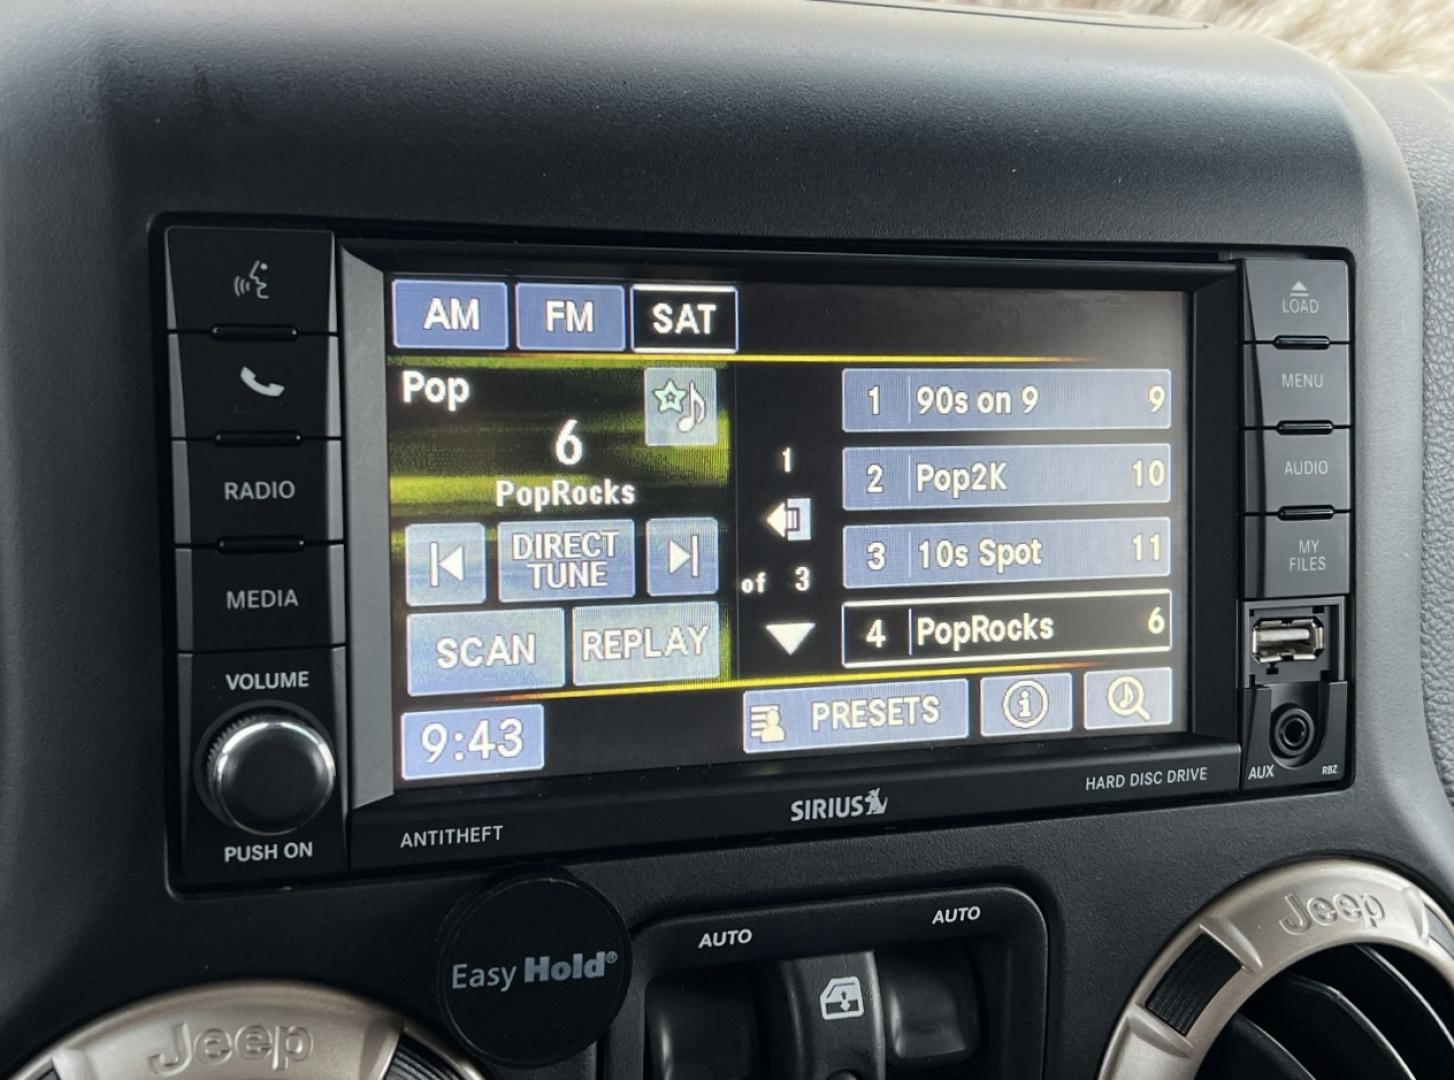 AM FM SAT
Pop
6
PopRocks
DIRECT
TUNE
SCAN REPLAY
9:43
1
of 3
1 90s on 9 9
2 Pop2K 10
3 10s Spot 11
4 PopRocks 6
PRESETS
RADIO
MEDIA
VOLUME
PUSH ON
LOAD
MENU
AUDIO
MY
FILES
AUX RBZ
ANTITHEFT
SIRIUS
HARD DISC DRIVE
Easy Hold®
AUTO
AUTO
Jeep
Jeep